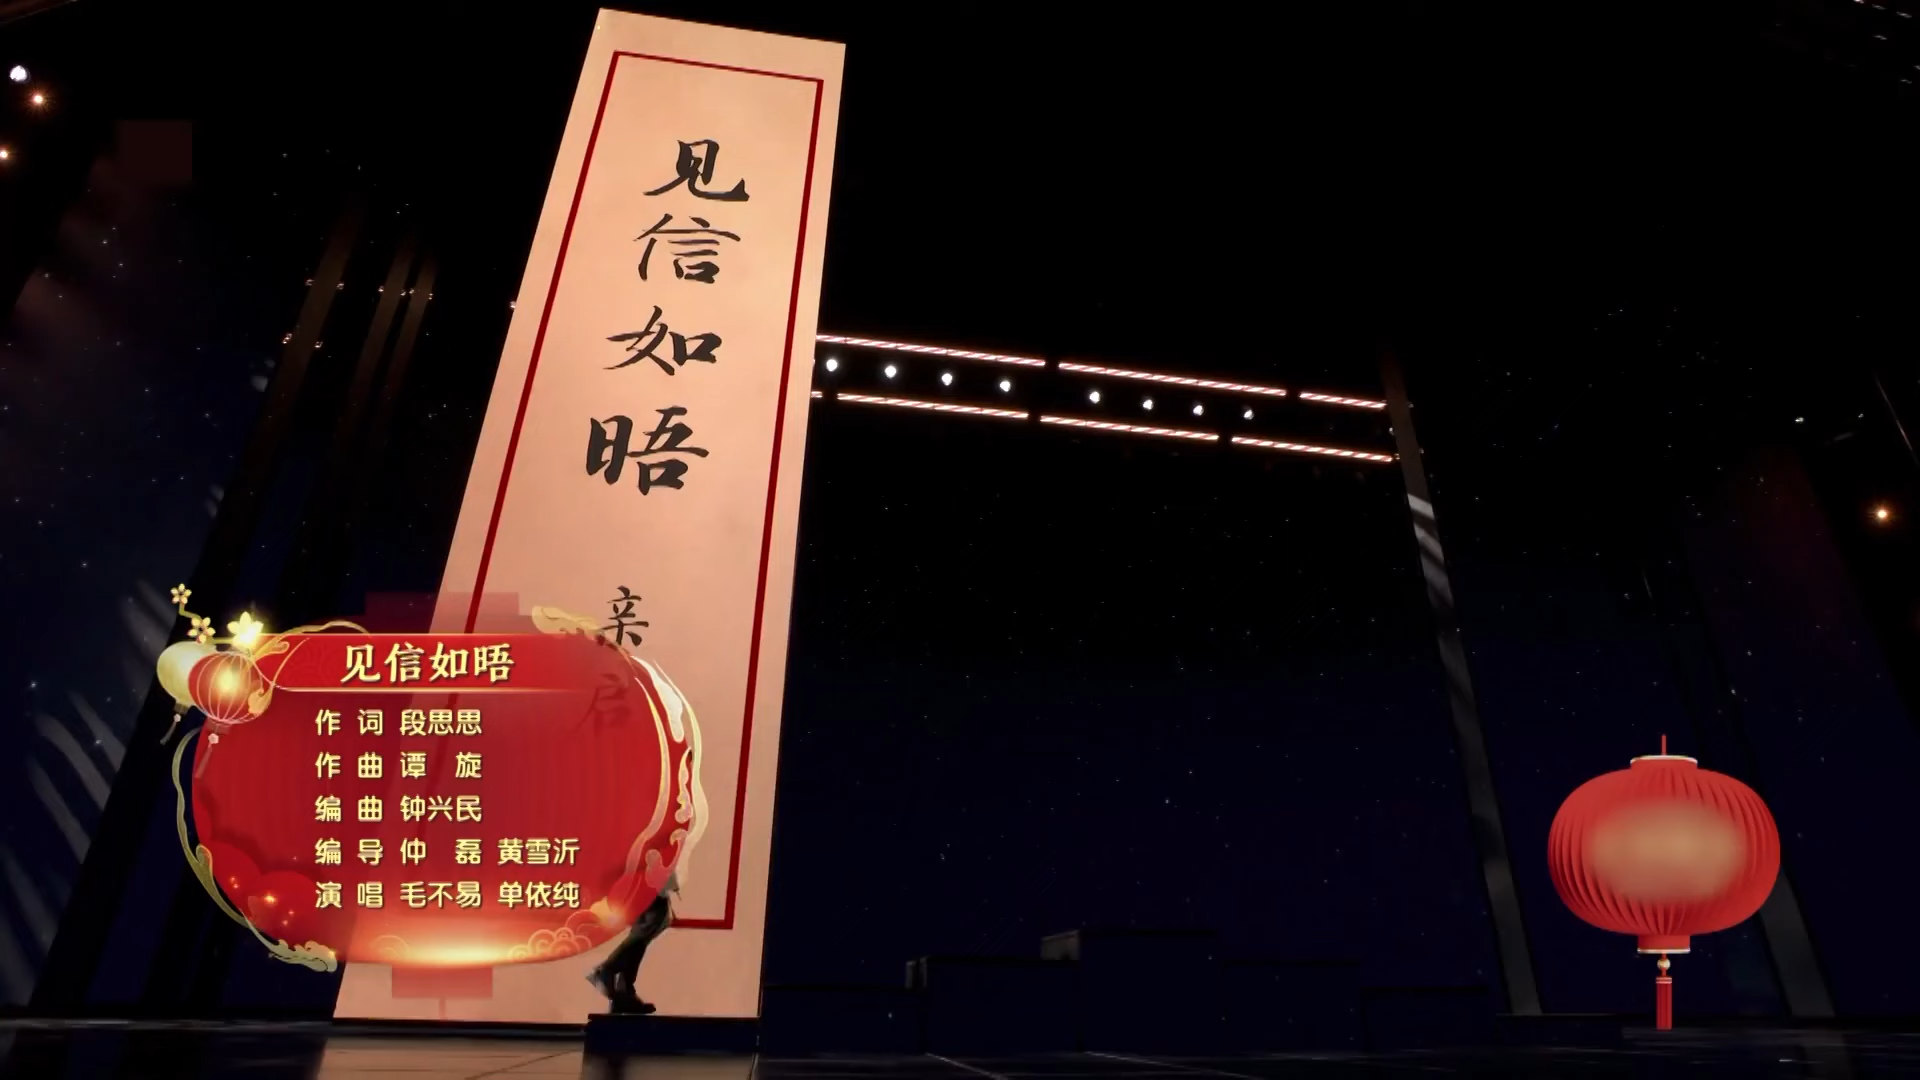 见信如晤
亲启
见信如晤
作 词 段思思
作 曲 谭 旋
编 曲 钟兴民
编 导 仲 磊 黄雪沂
演 唱 毛不易 单依纯